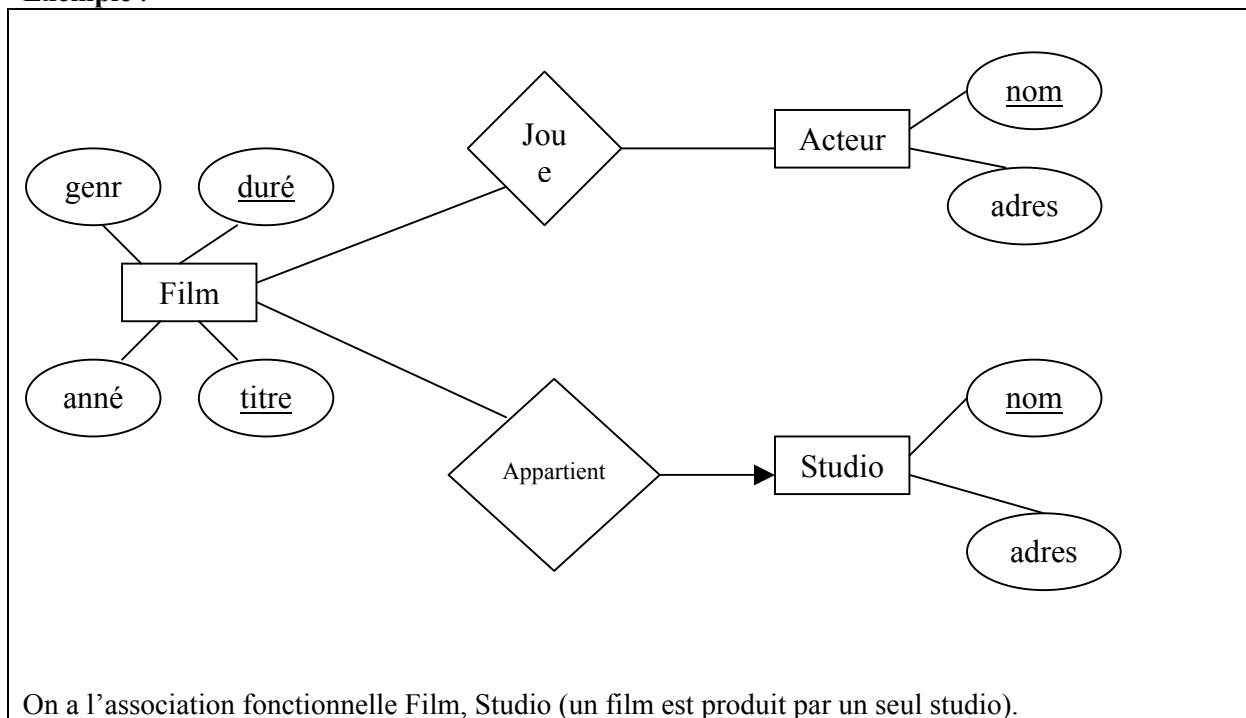 Jou
e
Acteur
nom
adres
genr
duré
Film
anné
titre
Appartient
Studio
nom
adres
On a l’association fonctionnelle Film, Studio (un film est produit par un seul studio).